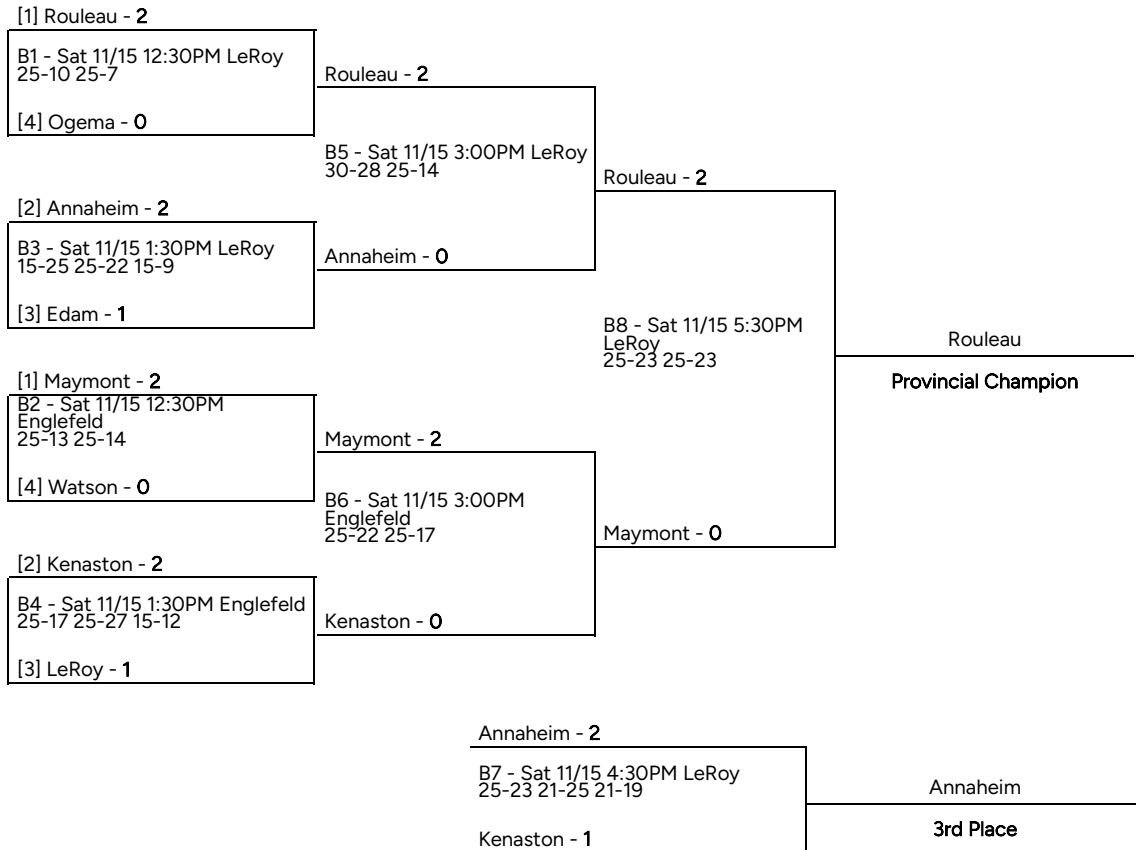 [1] Rouleau - 2
B1 - Sat 11/15 12:30PM LeRoy
25-10 25-7
[4] Ogema - 0
[2] Annaheim - 2
B3 - Sat 11/15 1:30PM LeRoy
15-25 25-22 15-9
[3] Edam - 1
[1] Maymont - 2
B2 - Sat 11/15 12:30PM
Englefeld
25-13 25-14
[4] Watson - 0
[2] Kenaston - 2
B4 - Sat 11/15 1:30PM Englefeld
25-17 25-27 15-12
[3] LeRoy - 1
Rouleau - 2
B5 - Sat 11/15 3:00PM LeRoy
30-28 25-14
Annaheim - 0
Maymont - 2
B6 - Sat 11/15 3:00PM
Englefeld
25-22 25-17
Kenaston - 0
Rouleau - 2
B8 - Sat 11/15 5:30PM
LeRoy
25-23 25-23
Maymont - 0
Rouleau
Provincial Champion
Annaheim - 2
B7 - Sat 11/15 4:30PM LeRoy
25-23 21-25 21-19
Kenaston - 1
Annaheim
3rd Place